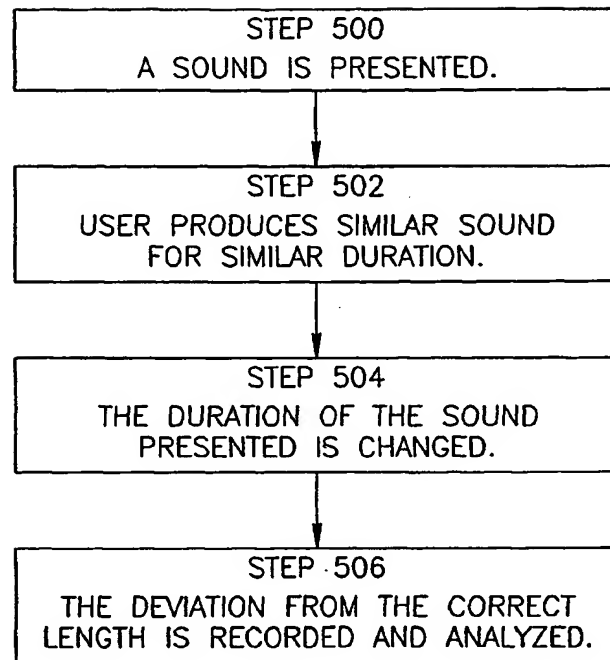 STEP 500
A SOUND IS PRESENTED.
STEP 502
USER PRODUCES SIMILAR SOUND
FOR SIMILAR DURATION.
STEP 504
THE DURATION OF THE SOUND
PRESENTED IS CHANGED.
STEP 506
THE DEVIATION FROM THE CORRECT
LENGTH IS RECORDED AND ANALYZED.